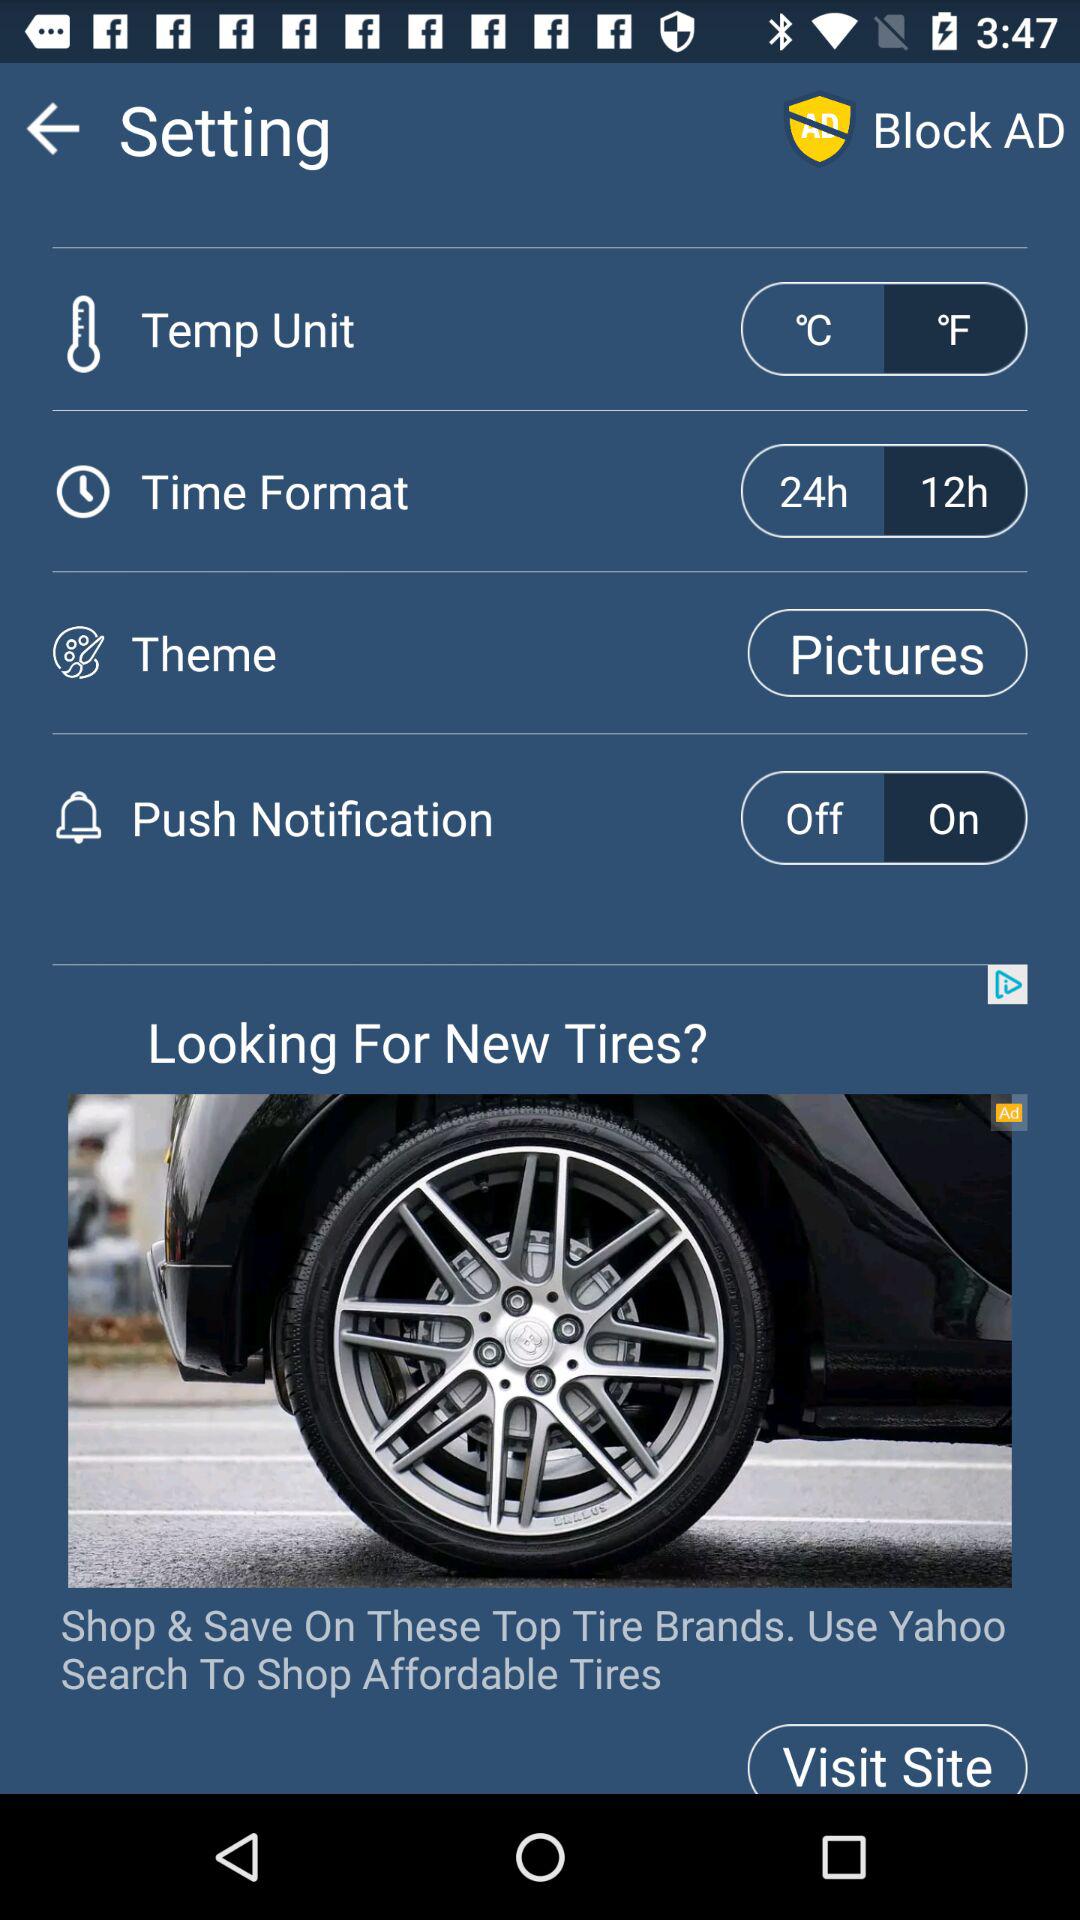 3:47
Setting
AD Block AD
Temp Unit °C °F
Time Format 24h 12h
Theme Pictures
Push Notification Off On
Looking For New Tires?
Ad
Shop & Save On These Top Tire Brands. Use Yahoo
Search To Shop Affordable Tires
Visit Site